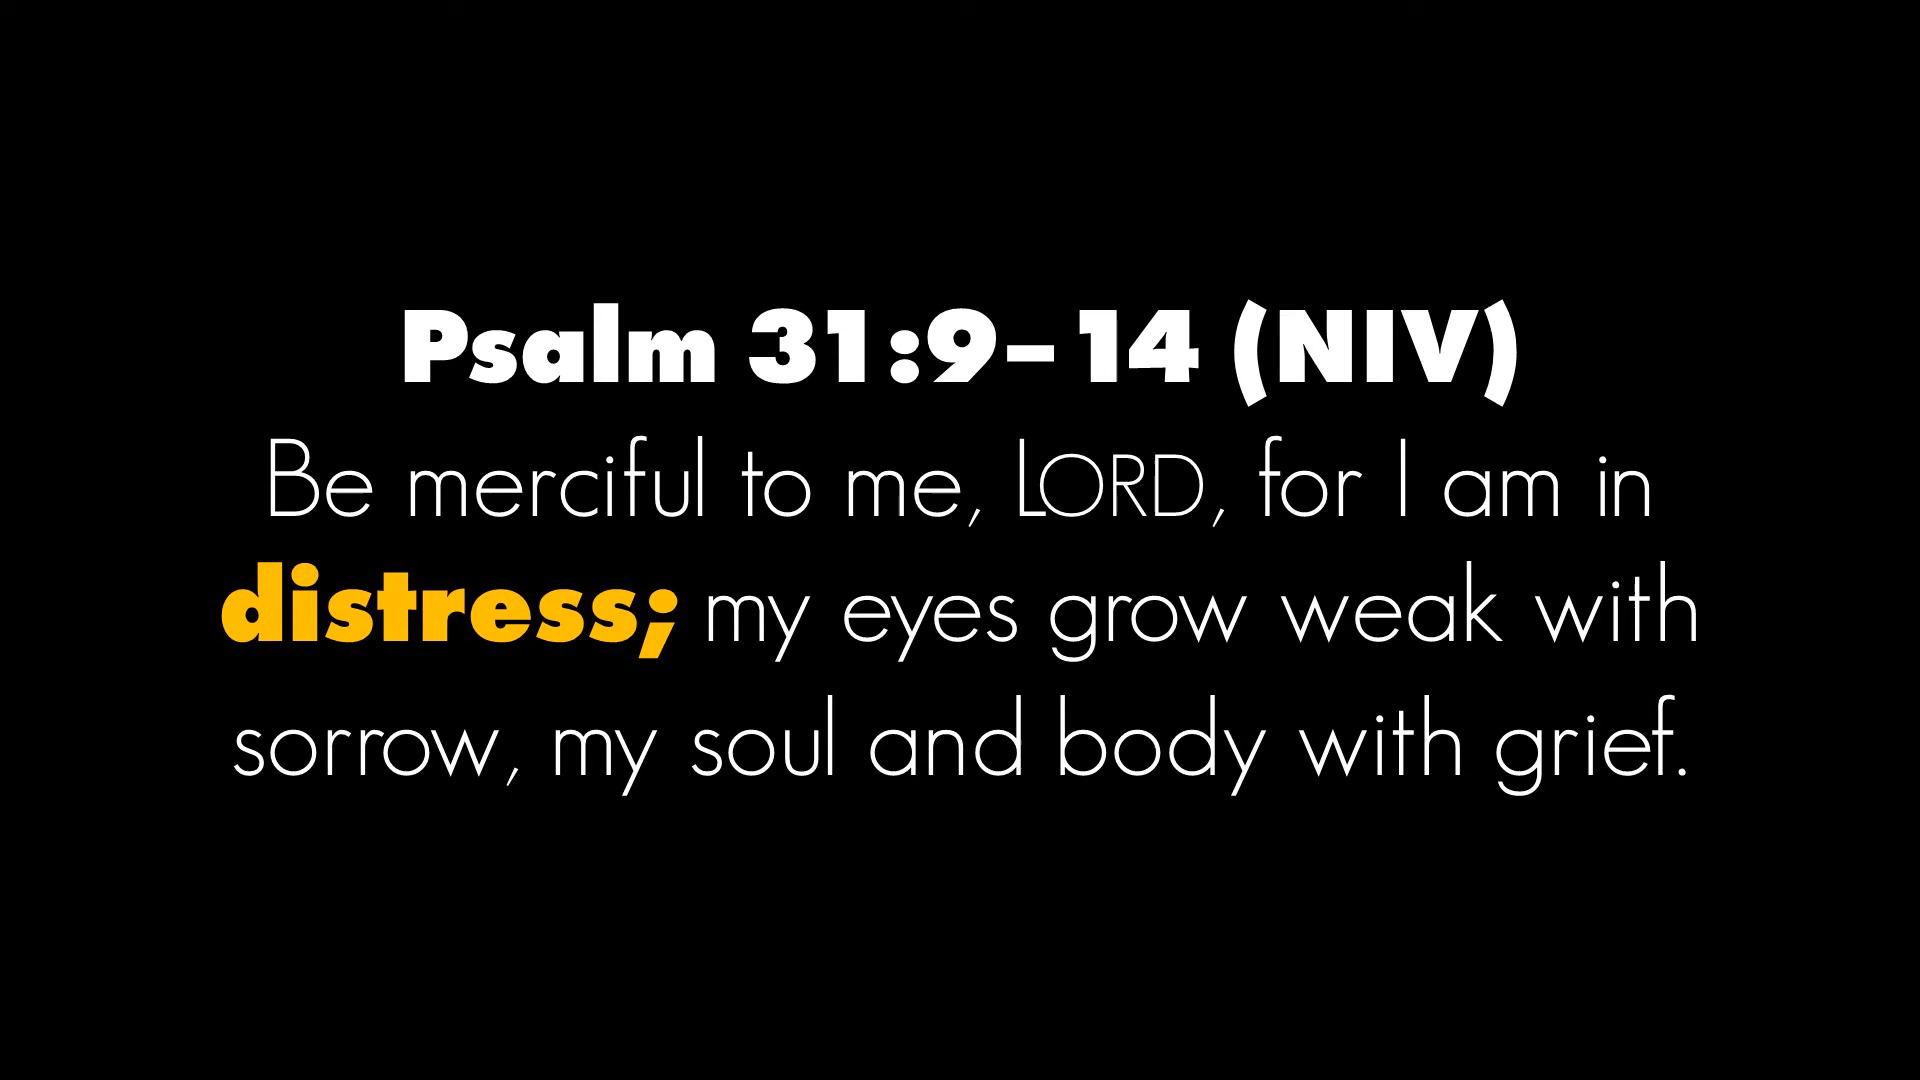 Psalm 31:9–14 (NIV)
Be merciful to me, LORD, for I am in
distress; my eyes grow weak with
sorrow, my soul and body with grief.